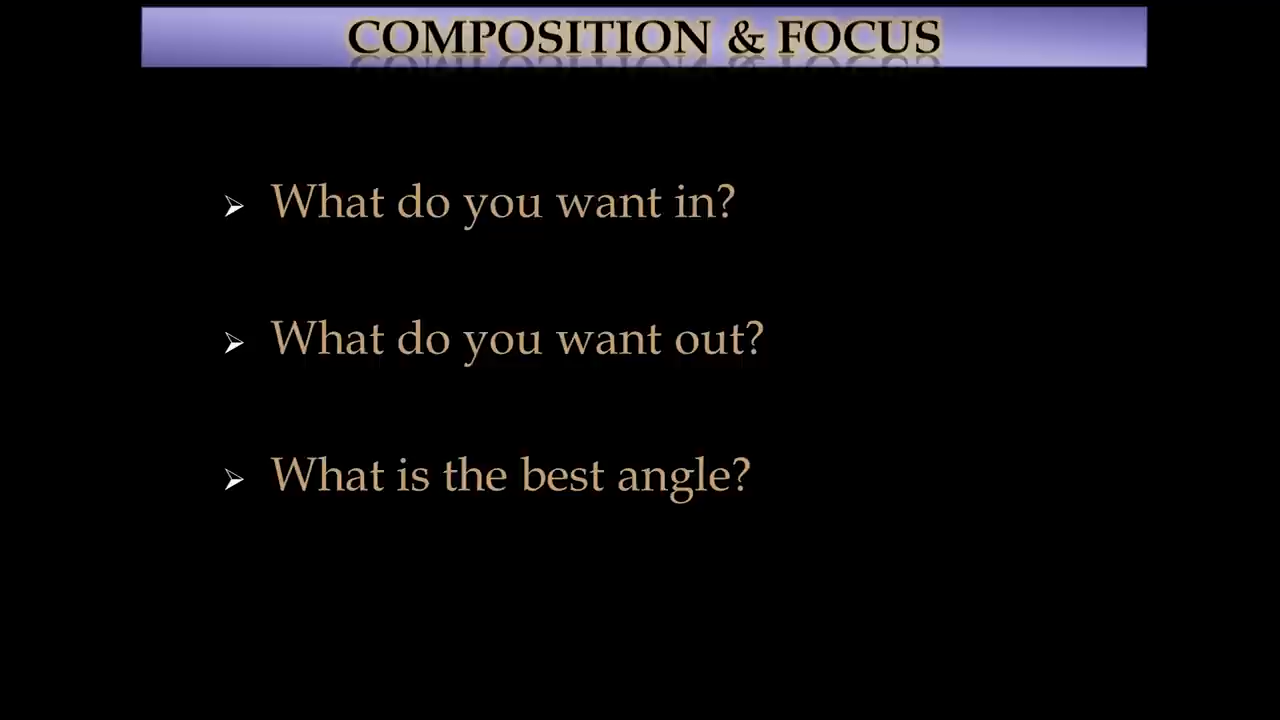 COMPOSITION & FOCUS
What do you want in?
What do you want out?
What is the best angle?